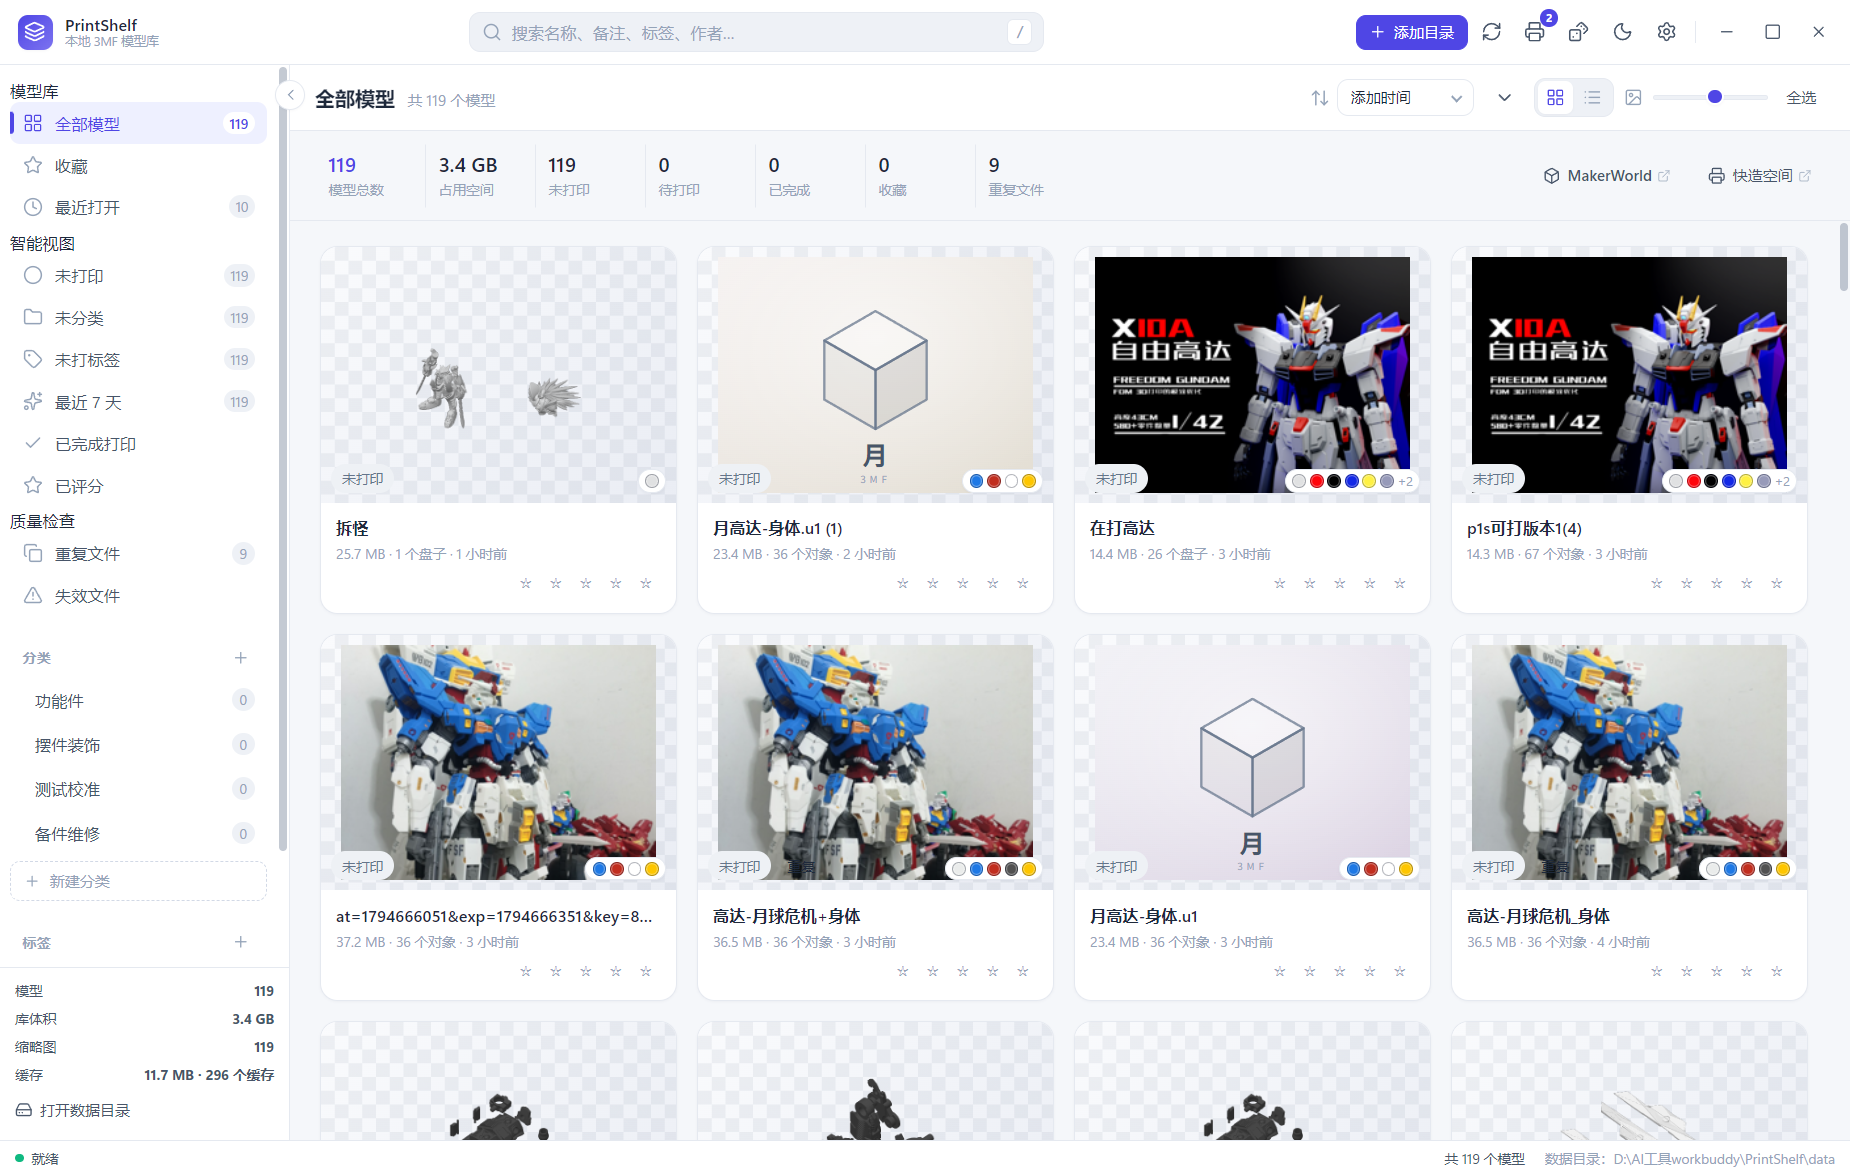 PrintShelf
本地 3MF 模型库
搜索名称、备注、标签、作者...
/
添加目录
2
模型库
全部模型
119
收藏
最近打开
10
智能视图
未打印
119
未分类
119
未打标签
119
最近 7 天
119
已完成打印
已评分
质量检查
重复文件
9
失效文件
分类
功能件
0
摆件装饰
0
测试校准
0
备件维修
0
新建分类
标签
模型
119
库体积
3.4 GB
缩略图
119
缓存
11.7 MB · 296 个缓存
打开数据目录
就绪
全部模型
共 119 个模型
添加时间
全选
119
模型总数
3.4 GB
占用空间
119
未打印
0
待打印
0
已完成
0
收藏
9
重复文件
MakerWorld
快造空间
未打印
拆怪
25.7 MB · 1 个盘子 · 1 小时前
月
3MF
未打印
月高达-身体.u1 (1)
23.4 MB · 36 个对象 · 2 小时前
X10A
自由高达
FREEDOM GUNDAM
1/42
未打印
+2
在打高达
14.4 MB · 26 个盘子 · 3 小时前
X10A
自由高达
FREEDOM GUNDAM
1/42
未打印
+2
p1s可打版本1(4)
14.3 MB · 67 个对象 · 3 小时前
未打印
at=1794666051&exp=1794666351&key=8...
37.2 MB · 36 个对象 · 3 小时前
未打印
重复
高达-月球危机+身体
36.5 MB · 36 个对象 · 3 小时前
月
3MF
未打印
月高达-身体.u1
23.4 MB · 36 个对象 · 3 小时前
未打印
重复
高达-月球危机_身体
36.5 MB · 36 个对象 · 4 小时前
共 119 个模型
数据目录：D:\AI工具workbuddy\PrintShelf\data